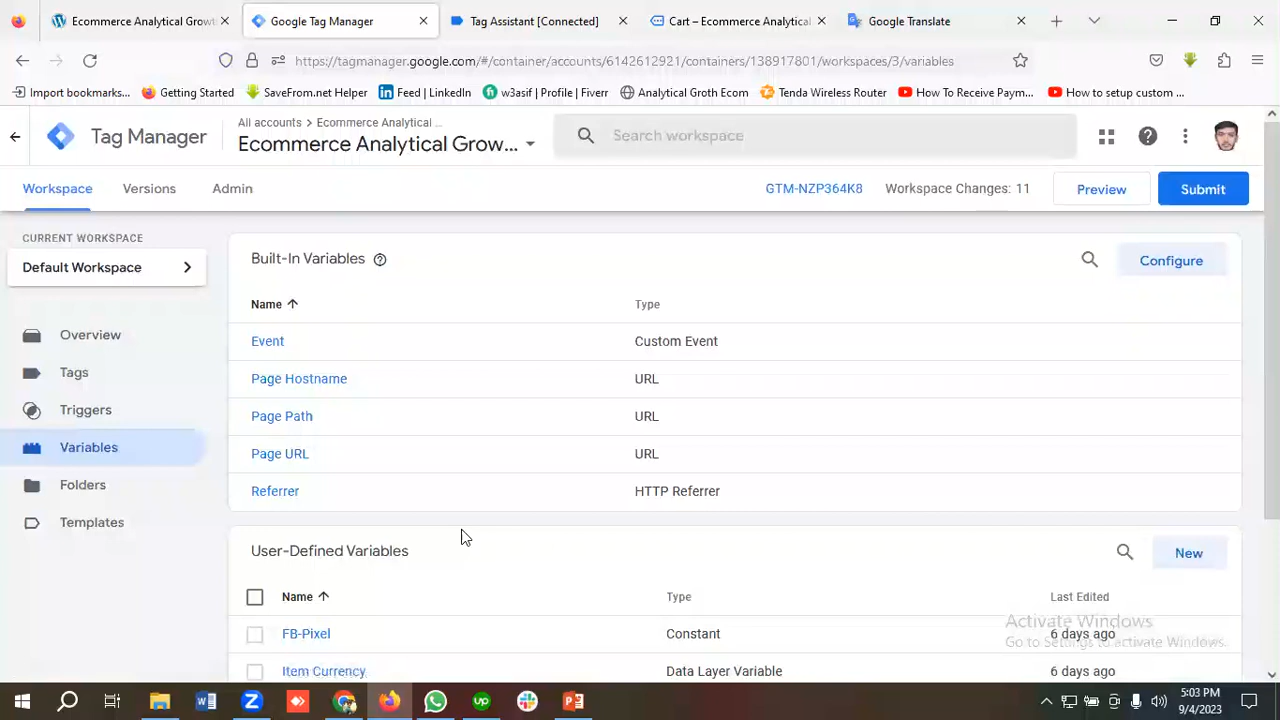 Ecommerce Analytical Growt
Google Tag Manager
Tag Assistant [Connected]
Cart – Ecommerce Analytical
Google Translate
https://tagmanager.google.com/#/container/accounts/6142612921/containers/138917801/workspaces/3/variables
Import bookmarks...
Getting Started
SaveFrom.net Helper
Feed | LinkedIn
w3asif | Profile | Fiverr
Analytical Groth Ecom
Tenda Wireless Router
How To Receive Paym...
How to setup custom ...
Tag Manager
All accounts > Ecommerce Analytical ...
Ecommerce Analytical Grow...
Search workspace
Workspace
Versions
Admin
GTM-NZP364K8
Workspace Changes: 11
Preview
Submit
CURRENT WORKSPACE
Default Workspace
Overview
Tags
Triggers
Variables
Folders
Templates
Built-In Variables
Configure
Name Type
Event Custom Event
Page Hostname URL
Page Path URL
Page URL URL
Referrer HTTP Referrer
User-Defined Variables
New
Name Type Last Edited
FB-Pixel Constant 6 days ago
Item Currency Data Layer Variable 6 days ago
Activate Windows
Go to Settings to activate Windows.
5:03 PM
9/4/2023